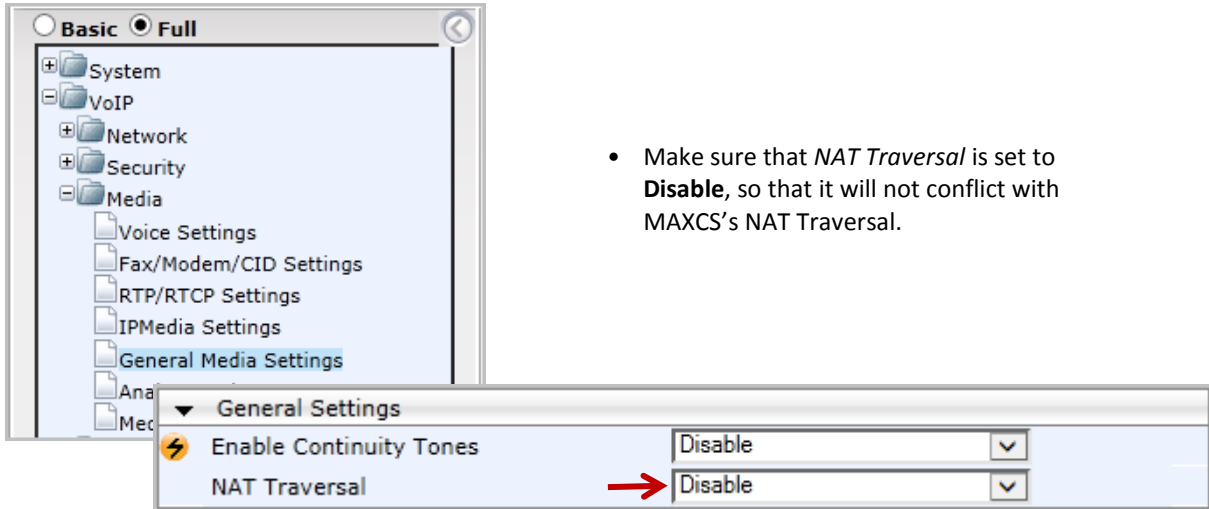 Basic Full
System
VoIP
Network
Security
Media
Voice Settings
Fax/Modem/CID Settings
RTP/RTCP Settings
IPMedia Settings
General Media Settings
• Make sure that NAT Traversal is set to
Disable, so that it will not conflict with
MAXCS’s NAT Traversal.
General Settings
Enable Continuity Tones Disable
NAT Traversal Disable